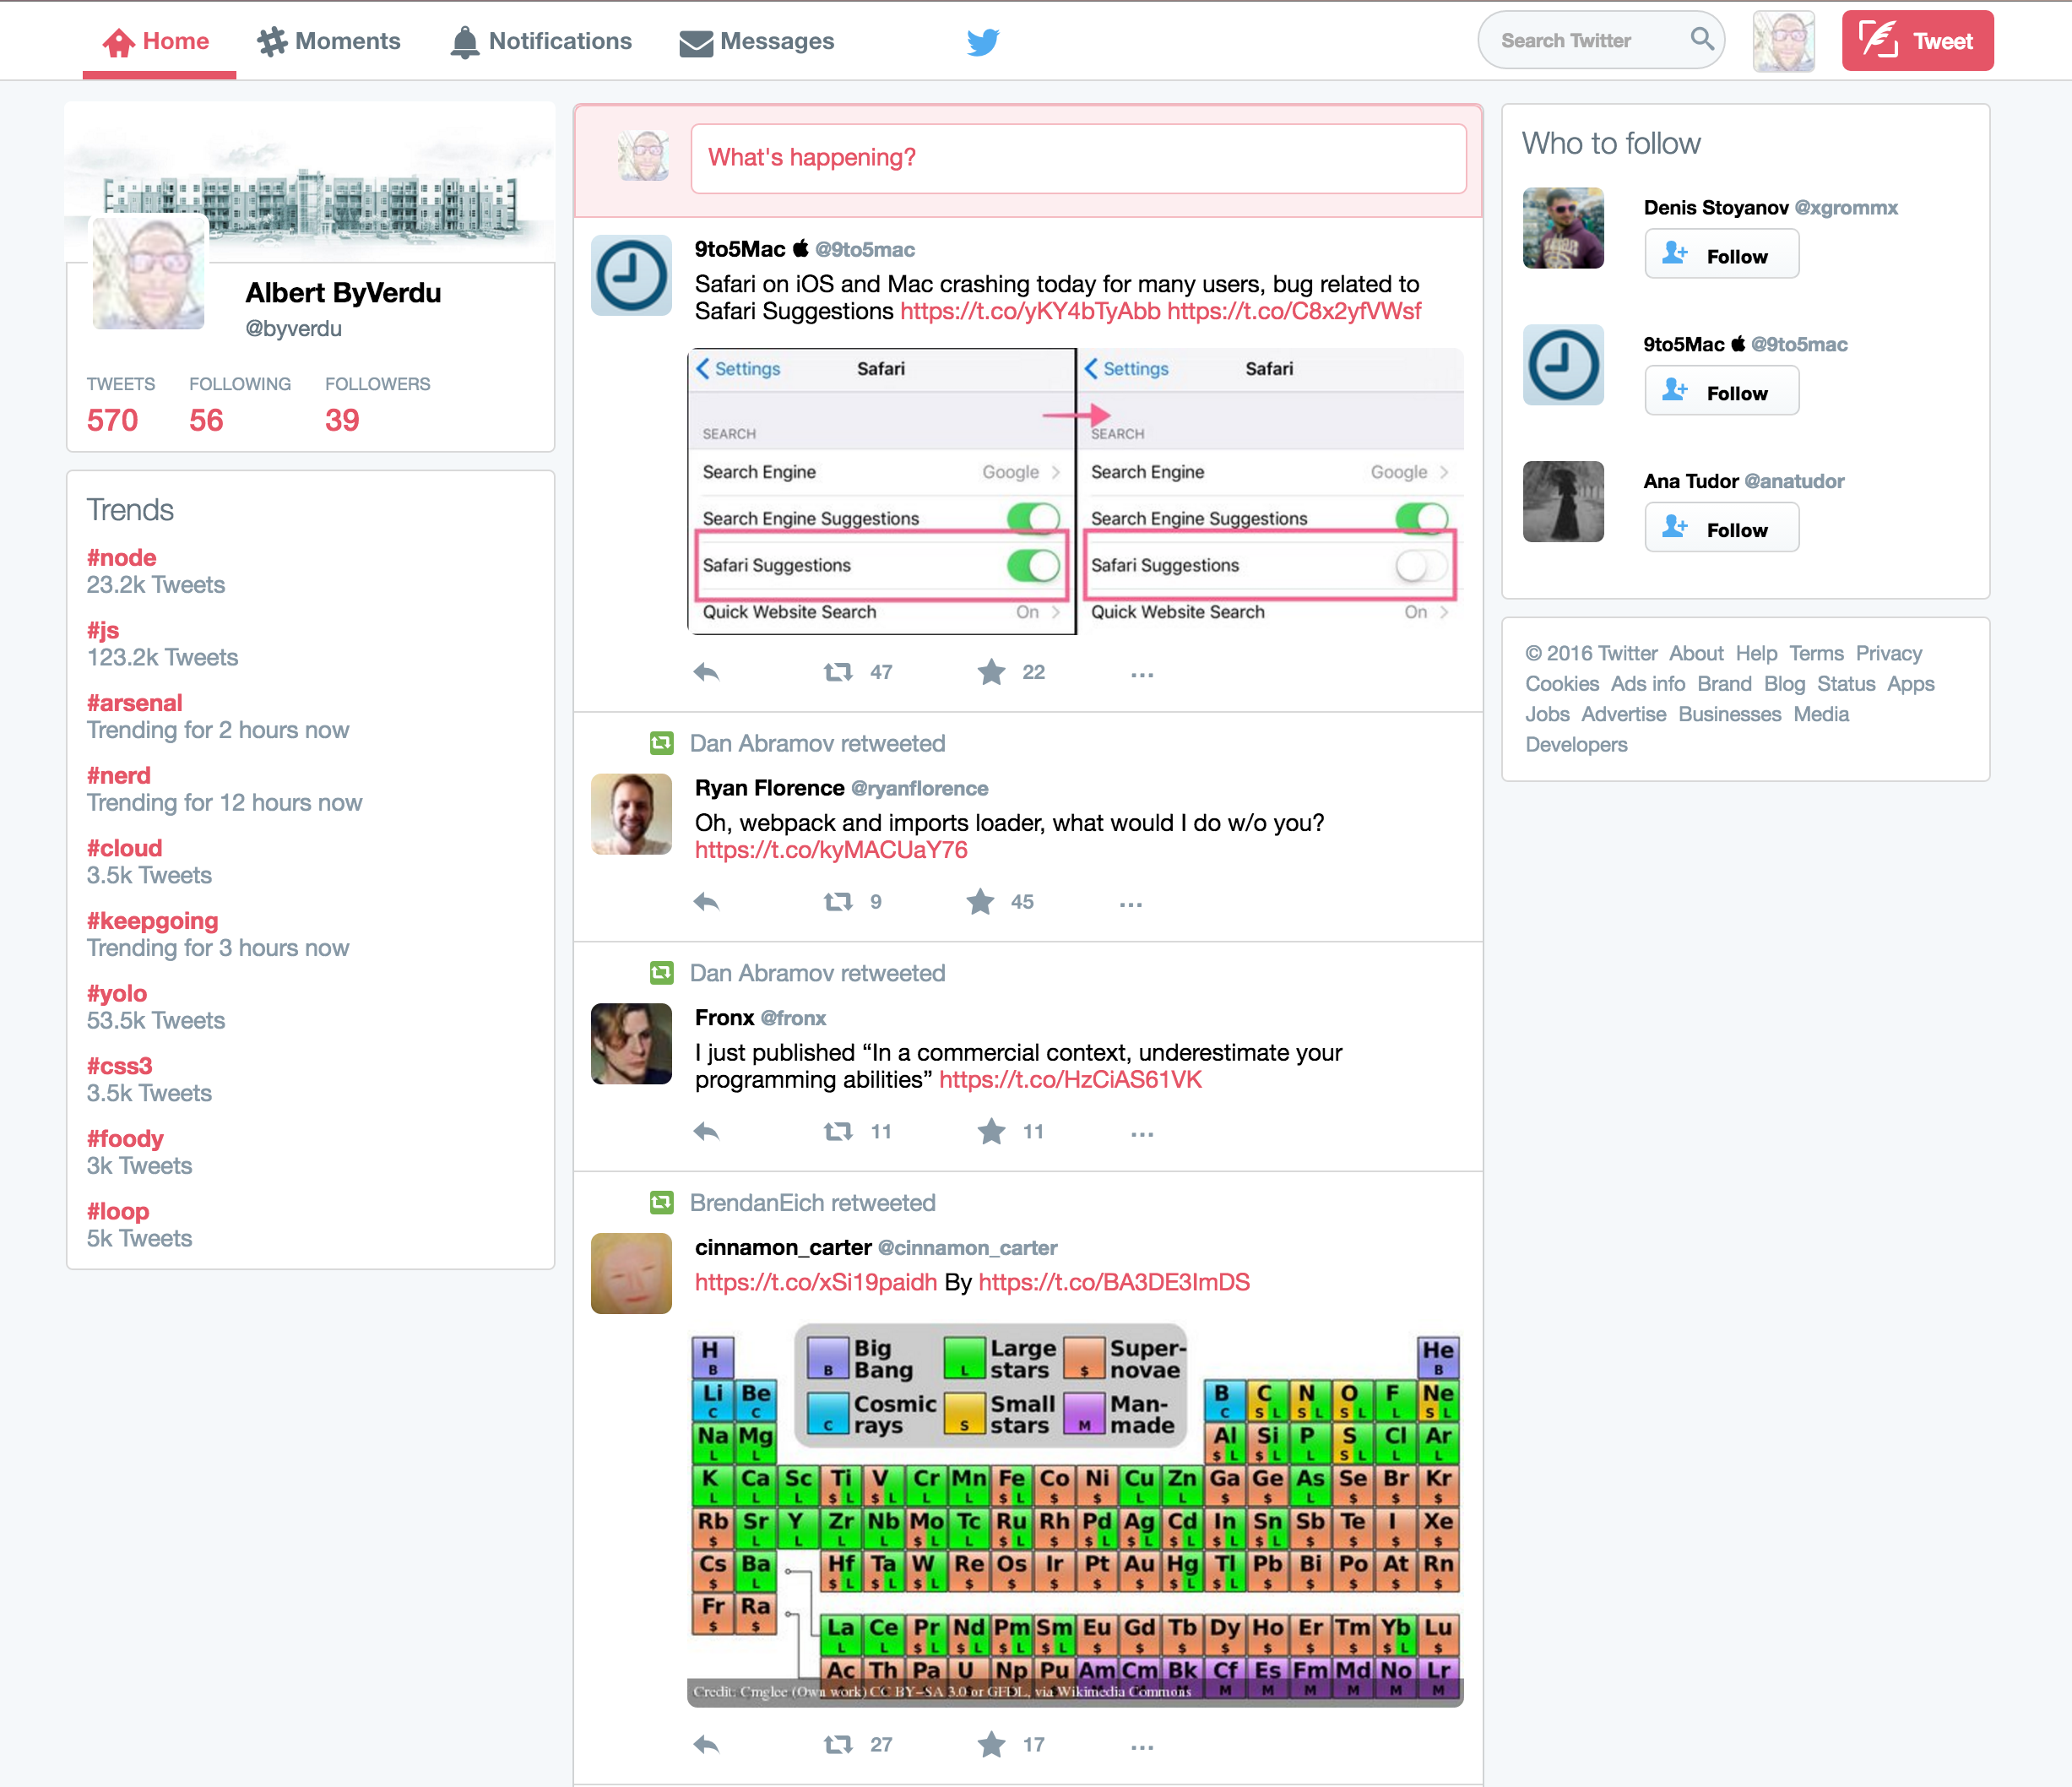 Home Moments Notifications Messages Search Twitter Tweet
Albert ByVerdu
@byverdu
TWEETS FOLLOWING FOLLOWERS
570 56 39
Trends
#node
23.2k Tweets
#js
123.2k Tweets
#arsenal
Trending for 2 hours now
#nerd
Trending for 12 hours now
#cloud
3.5k Tweets
#keepgoing
Trending for 3 hours now
#yolo
53.5k Tweets
#css3
3.5k Tweets
#foody
3k Tweets
#loop
5k Tweets
What's happening?
9to5Mac @9to5mac
Safari on iOS and Mac crashing today for many users, bug related to
Safari Suggestions https://t.co/yKY4bTyAbb https://t.co/C8x2yfVWsf
Settings Safari
SEARCH
Search Engine Google
Search Engine Suggestions
Safari Suggestions
Quick Website Search On
Settings Safari
SEARCH
Search Engine Google
Search Engine Suggestions
Safari Suggestions
Quick Website Search On
47 22 ...
Dan Abramov retweeted
Ryan Florence @ryanflorence
Oh, webpack and imports loader, what would I do w/o you?
https://t.co/kyMACUaY76
9 45 ...
Dan Abramov retweeted
Fronx @fronx
I just published “In a commercial context, underestimate your
programming abilities” https://t.co/HzCiAS61VK
11 11 ...
BrendanEich retweeted
cinnamon_carter @cinnamon_carter
https://t.co/xSi19paidh By https://t.co/BA3DE3ImDS
B Big Bang L Large stars $ Super-novae
C Cosmic rays S Small stars M Man-made
H He
B B
Li Be B C N O F Ne
C C C S L S L S L L S L
Na Mg Al Si P S Cl Ar
L L $ L $ L L S L L L
K Ca Sc Ti V Cr Mn Fe Co Ni Cu Zn Ga Ge As Se Br Kr
L L L $ L $ L L L $ L $ $ L L $ $ L $ $ $
Rb Sr Y Zr Nb Mo Tc Ru Rh Pd Ag Cd In Sn Sb Te I Xe
$ L L L L $ L L $ L $ $ L $ L $ L $ L $ L $ $ $ $
Cs Ba Hf Ta W Re Os Ir Pt Au Hg Tl Pb Bi Po At Rn
$ L $ L $ L $ L $ $ $ $ $ $ L $ L $ $ $ $ $
Fr Ra
$ $
La Ce Pr Nd Pm Sm Eu Gd Tb Dy Ho Er Tm Yb Lu
L L $ L $ L $ L $ L $ $ $ $ $ $ $ $ L $
Ac Th Pa U Np Pu Am Cm Bk Cf Es Fm Md No Lr
M M M M M M
Credit: Cmglee (Own work) CC BY–SA 3.0 or GFDL, via Wikimedia Commons
27 17 ...
Who to follow
Denis Stoyanov @xgrommx
Follow
9to5Mac @9to5mac
Follow
Ana Tudor @anatudor
Follow
© 2016 Twitter About Help Terms Privacy
Cookies Ads info Brand Blog Status Apps
Jobs Advertise Businesses Media
Developers